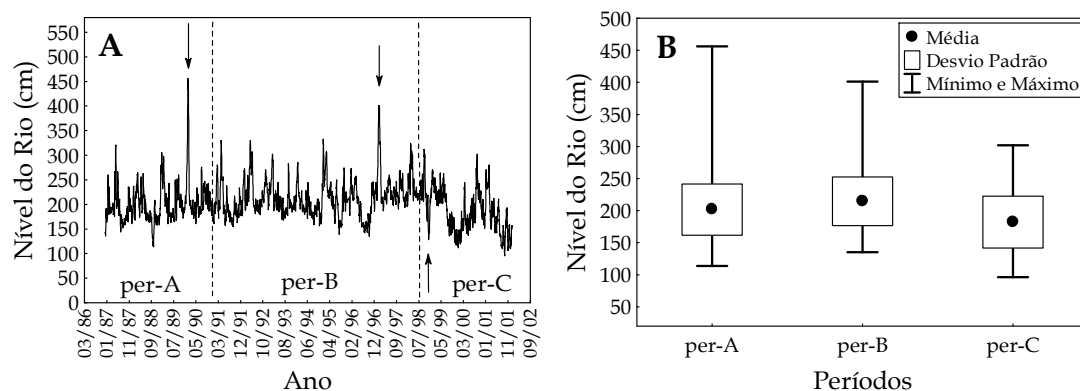 A
Nível do Rio (cm)
550
500
450
400
350
300
250
200
150
100
50
0
per-A
per-B
per-C
03/86
01/87
11/87
09/88
07/89
05/90
03/91
12/91
10/92
08/93
06/94
04/95
02/96
12/96
09/97
07/98
05/99
03/00
01/01
11/01
09/02
Ano
B
Média
Desvio Padrão
Mínimo e Máximo
Nível do Rio (cm)
500
450
400
350
300
250
200
150
100
50
per-A
per-B
per-C
Períodos